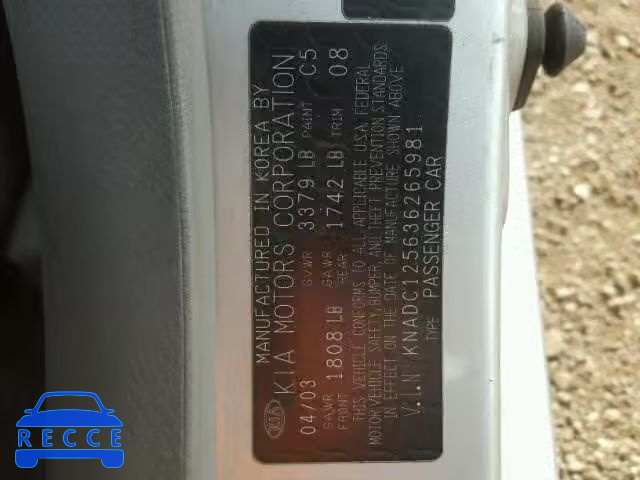 MANUFACTURED IN KOREA BY
KIA MOTORS CORPORATION
KIA
04/03 GVWR 3379 LB PAINT C5
GAWR FRONT 1808 LB GAWR REAR 1742 LB TRIM 08
THIS VEHICLE CONFORMS TO ALL APPLICABLE U.S.A. FEDERAL
MOTOR VEHICLE SAFETY, BUMPER, AND THEFT PREVENTION STANDARDS
IN EFFECT ON THE DATE OF MANUFACTURE SHOWN ABOVE
V.I.N KNADC125636265981
TYPE PASSENGER CAR
RECCE